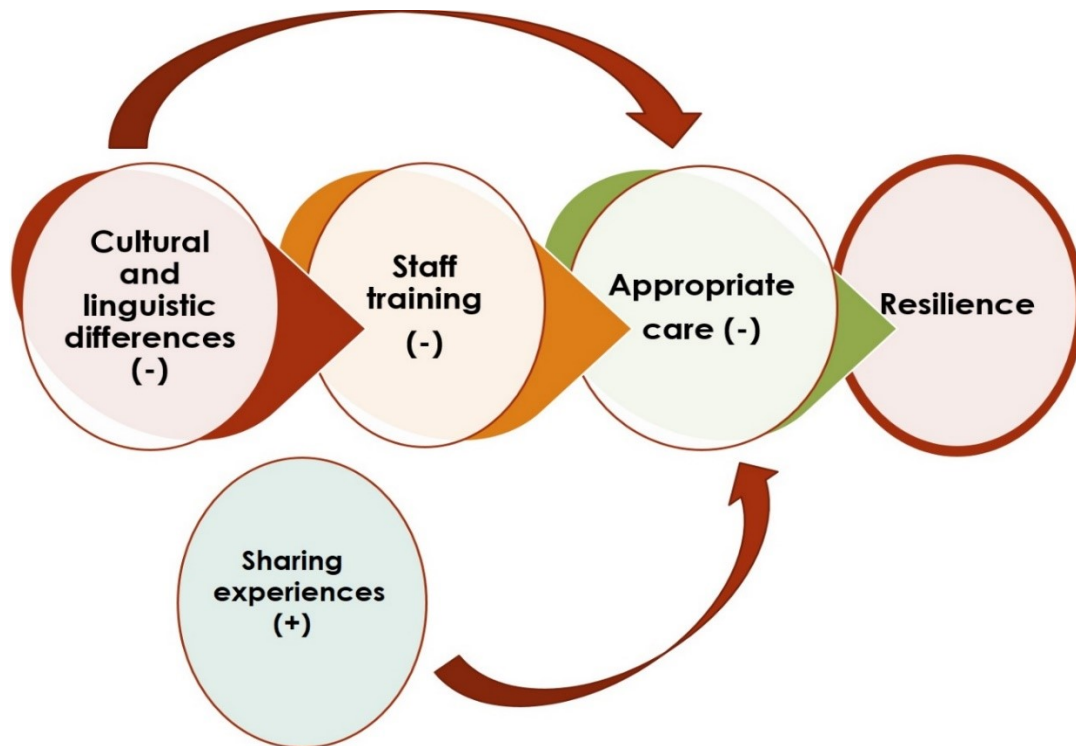 Cultural
and
linguistic
differences
(-)
Staff
training
(-)
Appropriate
care (-)
Resilience
Sharing
experiences
(+)